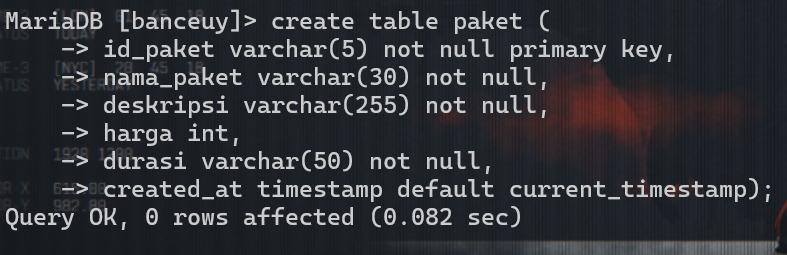 MariaDB [banceuy]> create table paket (
    -> id_paket varchar(5) not null primary key,
    -> nama_paket varchar(30) not null,
    -> deskripsi varchar(255) not null,
    -> harga int,
    -> durasi varchar(50) not null,
    -> created_at timestamp default current_timestamp);
Query OK, 0 rows affected (0.082 sec)